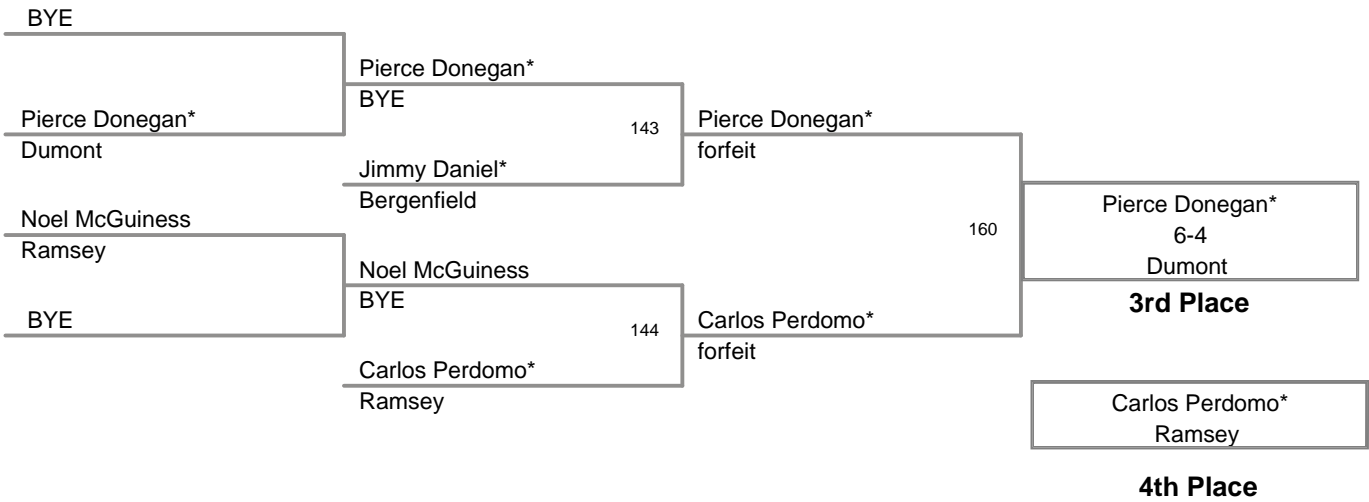 BYE
Pierce Donegan*
BYE
Pierce Donegan*
143
Pierce Donegan*
Dumont
forfeit
Jimmy Daniel*
Bergenfield
Pierce Donegan*
Noel McGuiness
160
6-4
Ramsey
Dumont
Noel McGuiness
BYE
3rd Place
BYE
144
Carlos Perdomo*
forfeit
Carlos Perdomo*
Ramsey
Carlos Perdomo*
Ramsey
4th Place